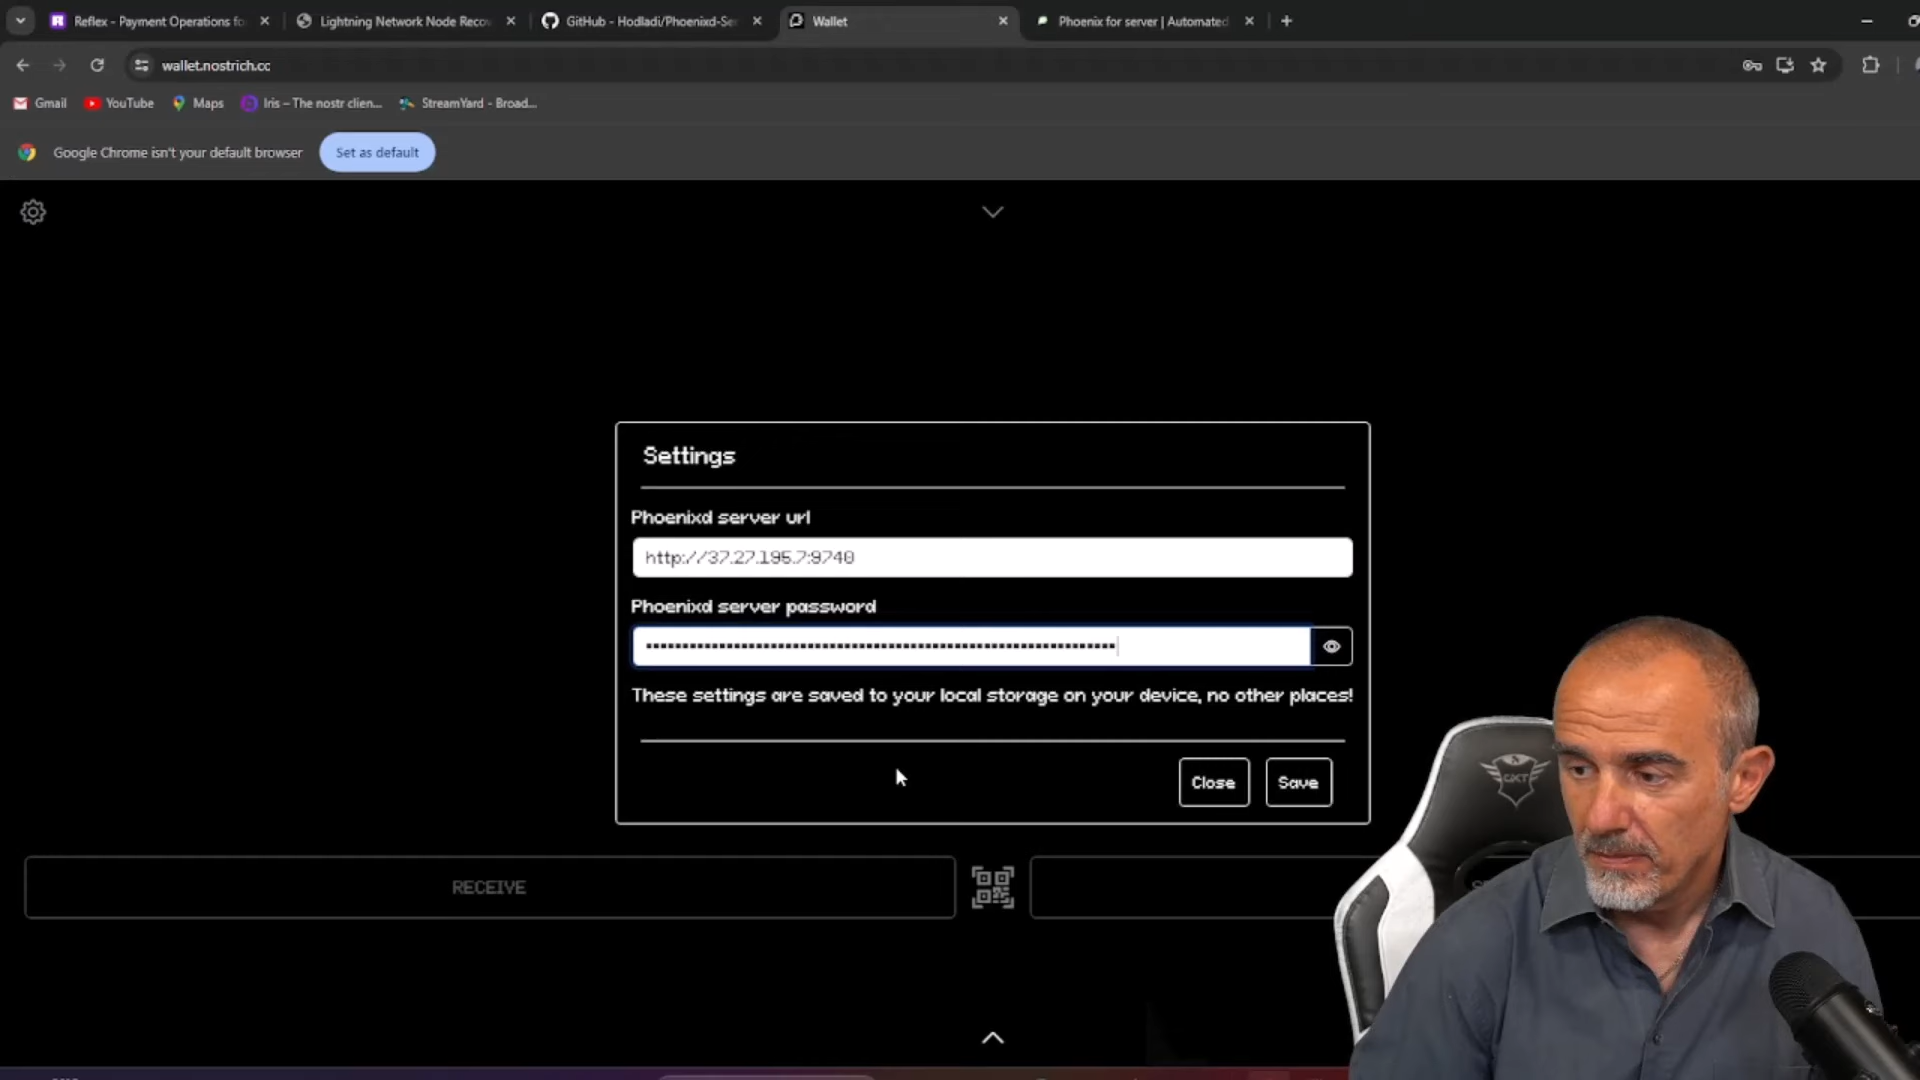 Reflex - Payment Operations fo
Lightning Network Node Recov
GitHub - Hodladi/Phoenixd-Se
Wallet
Phoenix for server | Automated
wallet.nostrich.cc
Gmail
YouTube
Maps
Iris – The nostr clien...
StreamYard - Broad...
Google Chrome isn't your default browser
Set as default
Settings
Phoenixd server url
http://37.27.195.7:9740
Phoenixd server password
These settings are saved to your local storage on your device, no other places!
Close
Save
RECEIVE
GXT